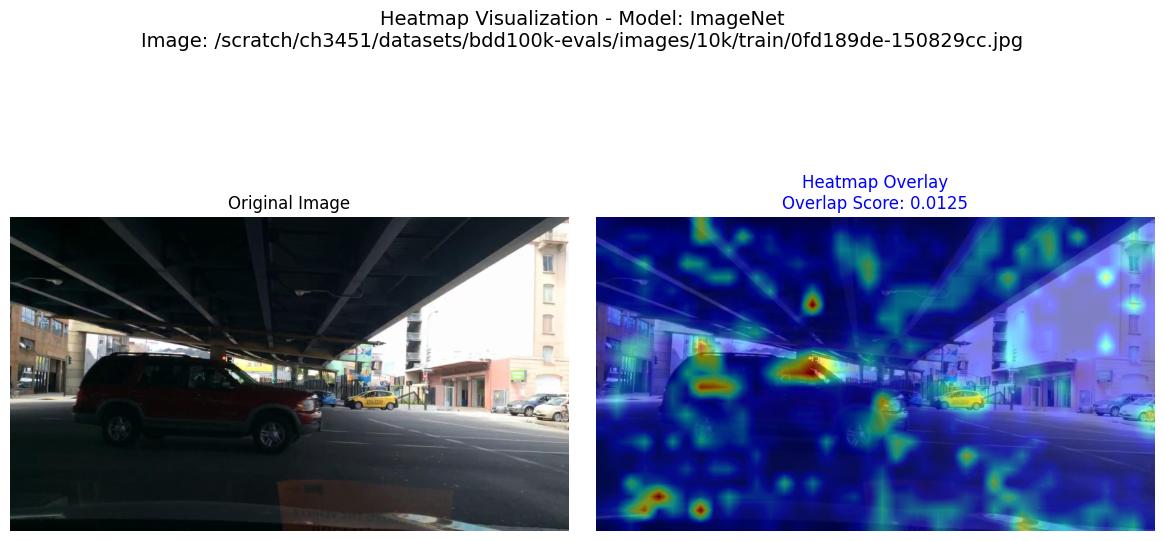 Heatmap Visualization - Model: ImageNet
Image: /scratch/ch3451/datasets/bdd100k-evals/images/10k/train/0fd189de-150829cc.jpg
Original Image
Heatmap Overlay
Overlap Score: 0.0125